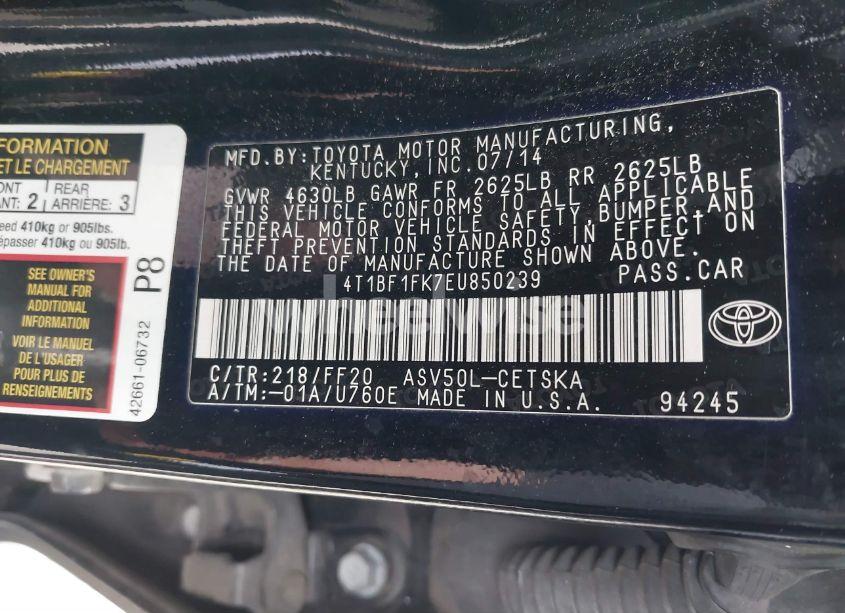 FORMATION
ET LE CHARGEMENT
ONT REAR
ANT: 2 ARRIÈRE: 3
eed 410kg or 905lbs.
épasser 410kg ou 905lb.
SEE OWNER'S
MANUAL FOR
ADDITIONAL
INFORMATION
VOIR LE MANUEL
DE L'USAGER
POUR PLUS DE
RENSEIGNEMENTS
P8
42661-06732
MFD. BY: TOYOTA MOTOR MANUFACTURING,
KENTUCKY, INC. 07/14
GVWR 4630LB GAWR FR 2625LB RR 2625LB
THIS VEHICLE CONFORMS TO ALL APPLICABLE
FEDERAL MOTOR VEHICLE SAFETY, BUMPER, AND
THEFT PREVENTION STANDARDS IN EFFECT ON
THE DATE OF MANUFACTURE SHOWN ABOVE.
4T1BF1FK7EU850239 PASS. CAR
wheelwise
C/TR: 218/FF20 ASV50L-CETSKA
A/TM: -01A/U760E MADE IN U.S.A. 94245